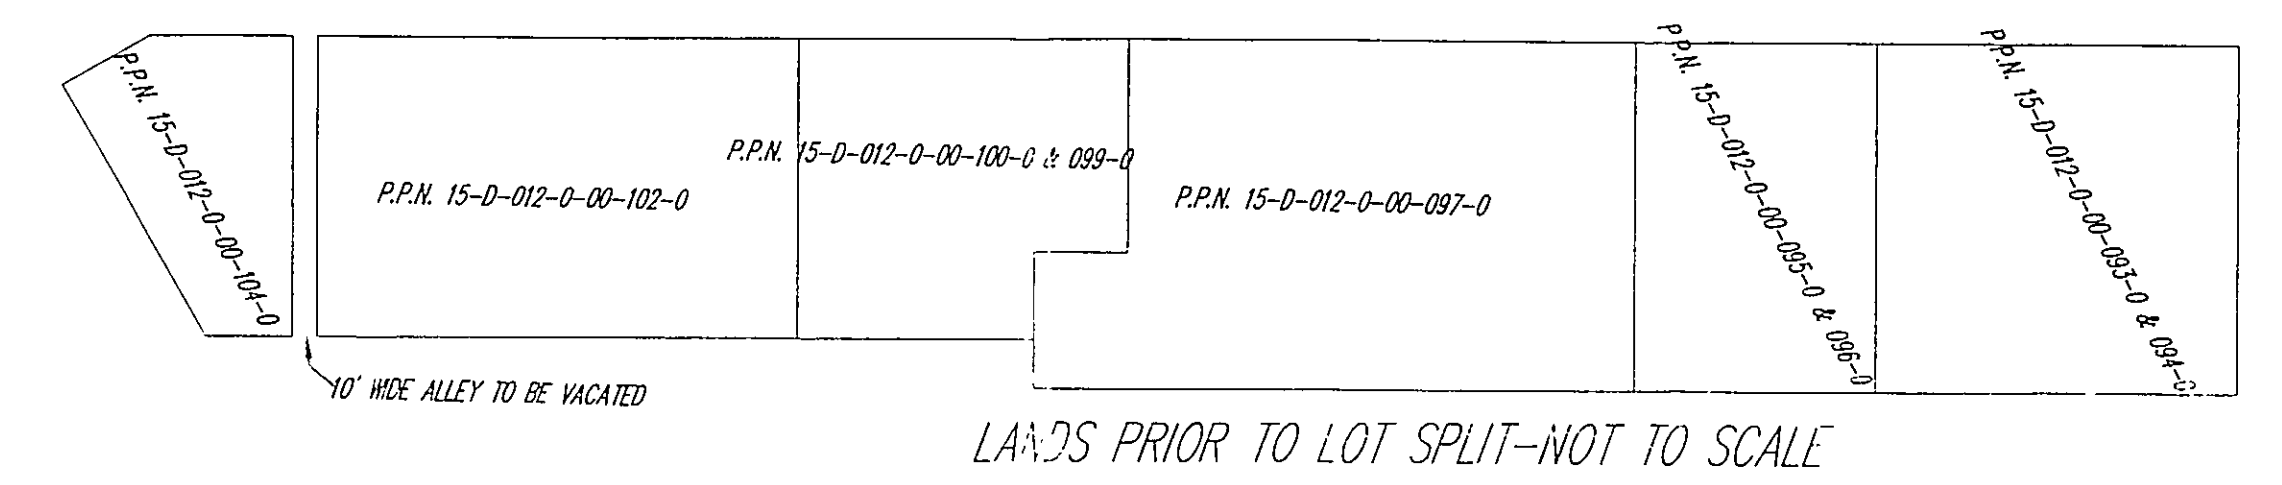 P.P.N. 15-D-012-0-00-104-0
P.P.N. 15-D-012-0-00-102-0
P.P.N. 15-D-012-0-00-100-0 & 099-0
P.P.N. 15-D-012-0-00-097-0
P.P.N. 15-D-012-0-00-095-0 & 096-0
P.P.N. 15-D-012-0-00-093-0 & 094-0
10' WIDE ALLEY TO BE VACATED
LANDS PRIOR TO LOT SPLIT-NOT TO SCALE